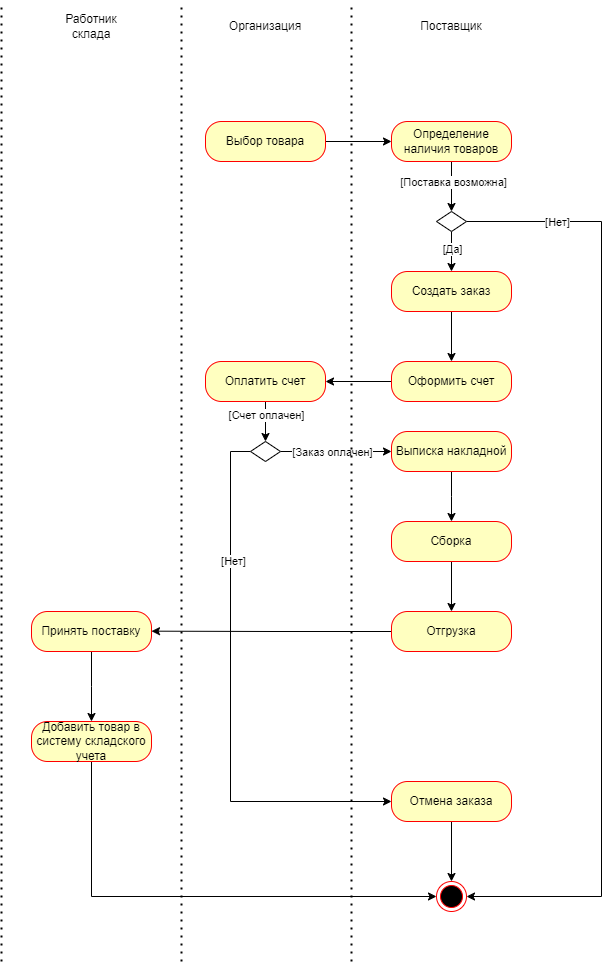 Работник
склада
Организация
Поставщик
Выбор товара
Определение
наличия товаров
[Поставка возможна]
[Нет]
[Да]
Создать заказ
Оплатить счет
Оформить счет
[Счет оплачен]
[Заказ оплачен]
Выписка накладной
Сборка
[Нет]
Принять поставку
Отгрузка
Добавить товар в
систему складского
учета
Отмена заказа